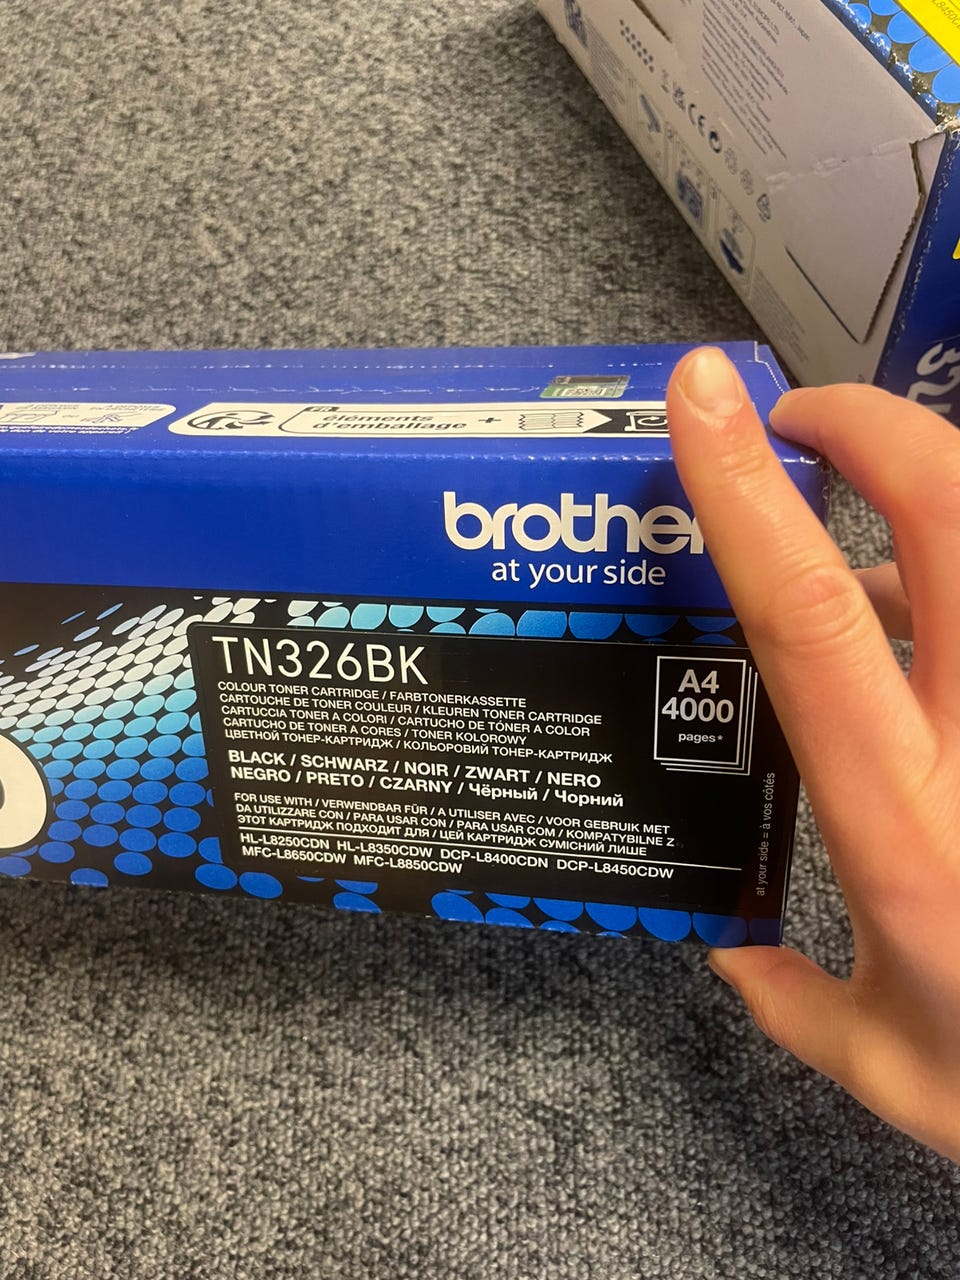 L8450CD
32
FR
éléments
d'emballage +
brothe
at your side
TN326BK
COLOUR TONER CARTRIDGE / FARBTONERKASSETTE
CARTOUCHE DE TONER COULEUR / KLEUREN TONER CARTRIDGE
CARTUCCIA TONER A COLORI / CARTUCHO DE TÓNER A COLOR
CARTUCHO DE TONER A CORES / TONER KOLOROWY
ЦВЕТНОЙ ТОНЕР-КАРТРИДЖ / КОЛЬОРОВИЙ ТОНЕР-КАРТРИДЖ
BLACK / SCHWARZ / NOIR / ZWART / NERO
NEGRO / PRETO / CZARNY / Чёрный / Чорний
FOR USE WITH / VERWENDBAR FÜR / A UTILISER AVEC / VOOR GEBRUIK MET
DA UTILIZZARE CON / PARA USAR CON / PARA USAR COM / KOMPATYBILNE Z
ЭТОТ КАРТРИДЖ ПОДХОДИТ ДЛЯ / ЦЕЙ КАРТРИДЖ СУМІСНИЙ ЛИШЕ
HL-L8250CDN HL-L8350CDW DCP-L8400CDN DCP-L8450CDW
MFC-L8650CDW MFC-L8850CDW
A4
4000
pages*
at your side = à vos côtés